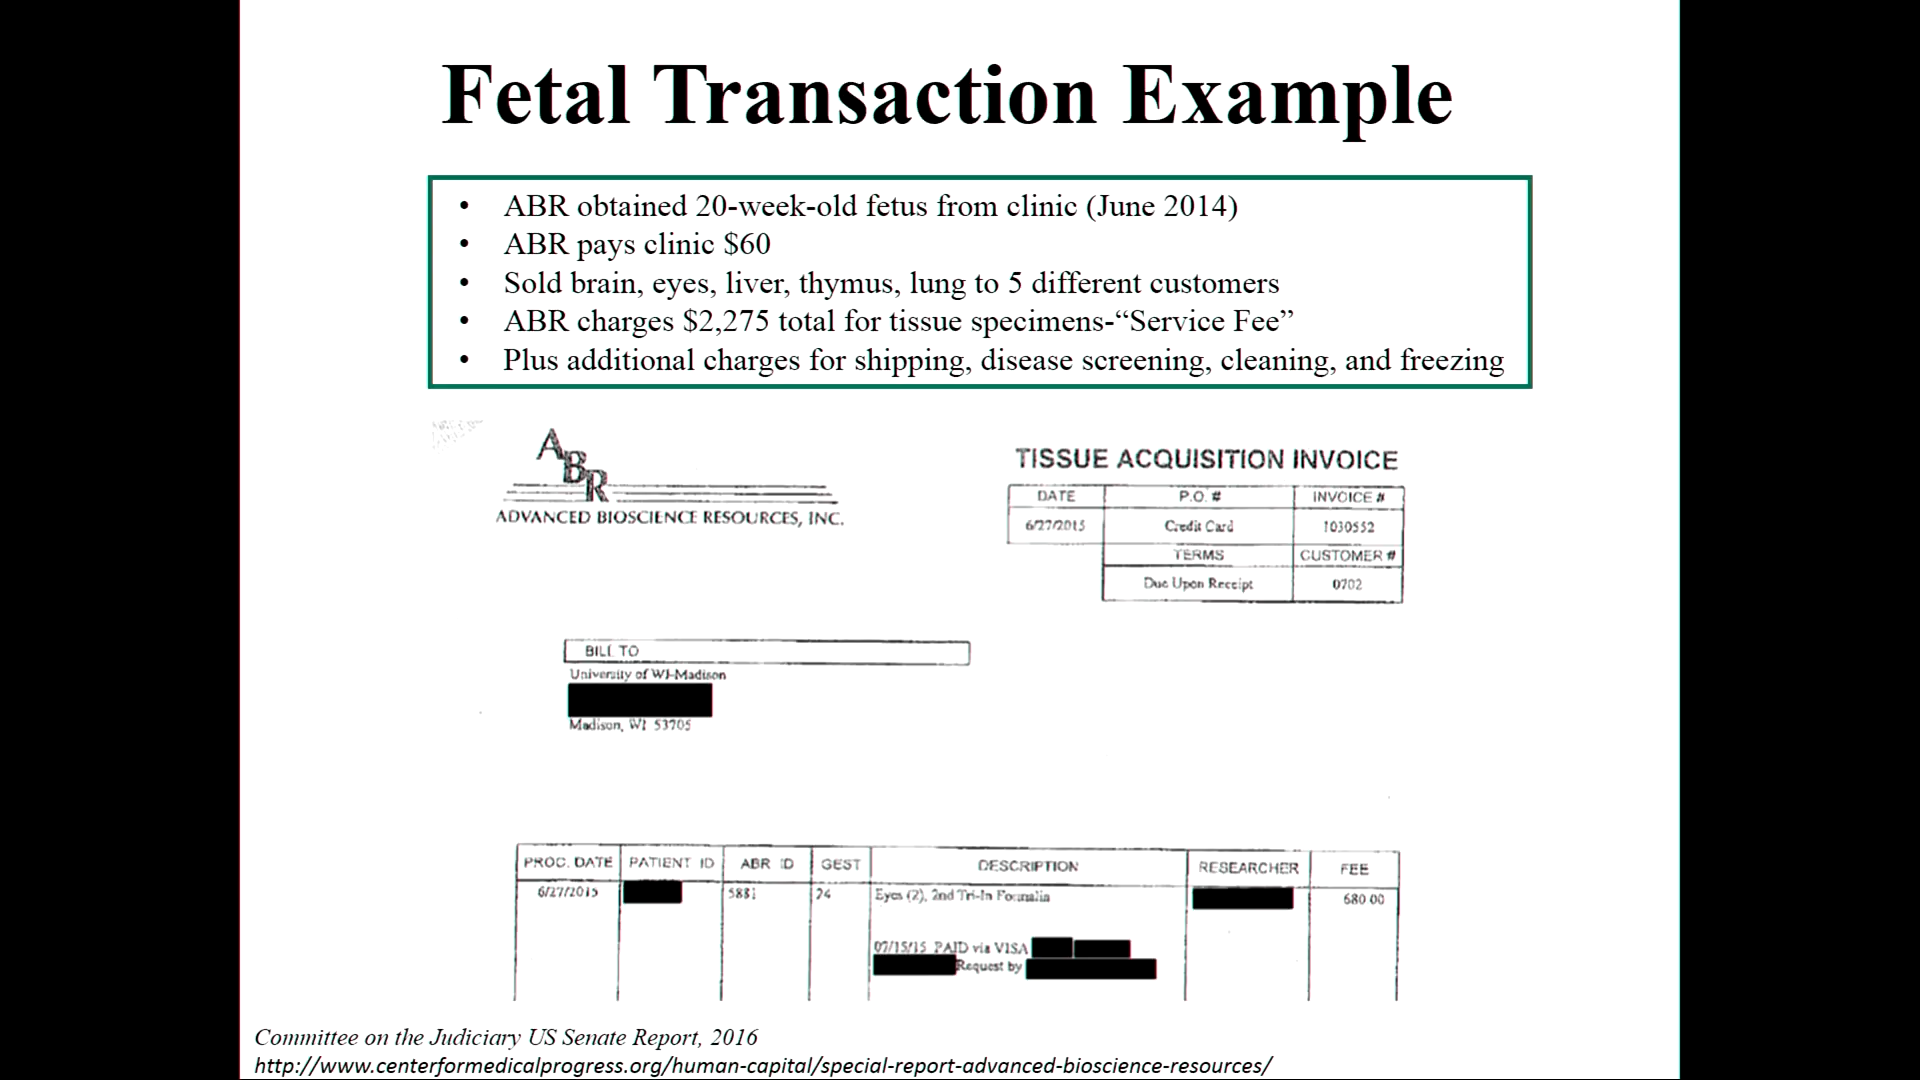 Fetal Transaction Example
• ABR obtained 20-week-old fetus from clinic (June 2014)
• ABR pays clinic $60
• Sold brain, eyes, liver, thymus, lung to 5 different customers
• ABR charges $2,275 total for tissue specimens-“Service Fee”
• Plus additional charges for shipping, disease screening, cleaning, and freezing
ABR
ADVANCED BIOSCIENCE RESOURCES, INC.
TISSUE ACQUISITION INVOICE
DATE P.O. # INVOICE #
6/27/2015 Credit Card 1030552
TERMS CUSTOMER #
Due Upon Receipt 0702
BILL TO
University of WI-Madison
Madison, WI 53705
PROC. DATE PATIENT ID ABR ID GEST DESCRIPTION RESEARCHER FEE
6/27/2015 5881 24 Eyes (2), 2nd Tri-In Formalin 680 00
07/15/15 PAID via VISA
Request by
Committee on the Judiciary US Senate Report, 2016
http://www.centerformedicalprogress.org/human-capital/special-report-advanced-bioscience-resources/